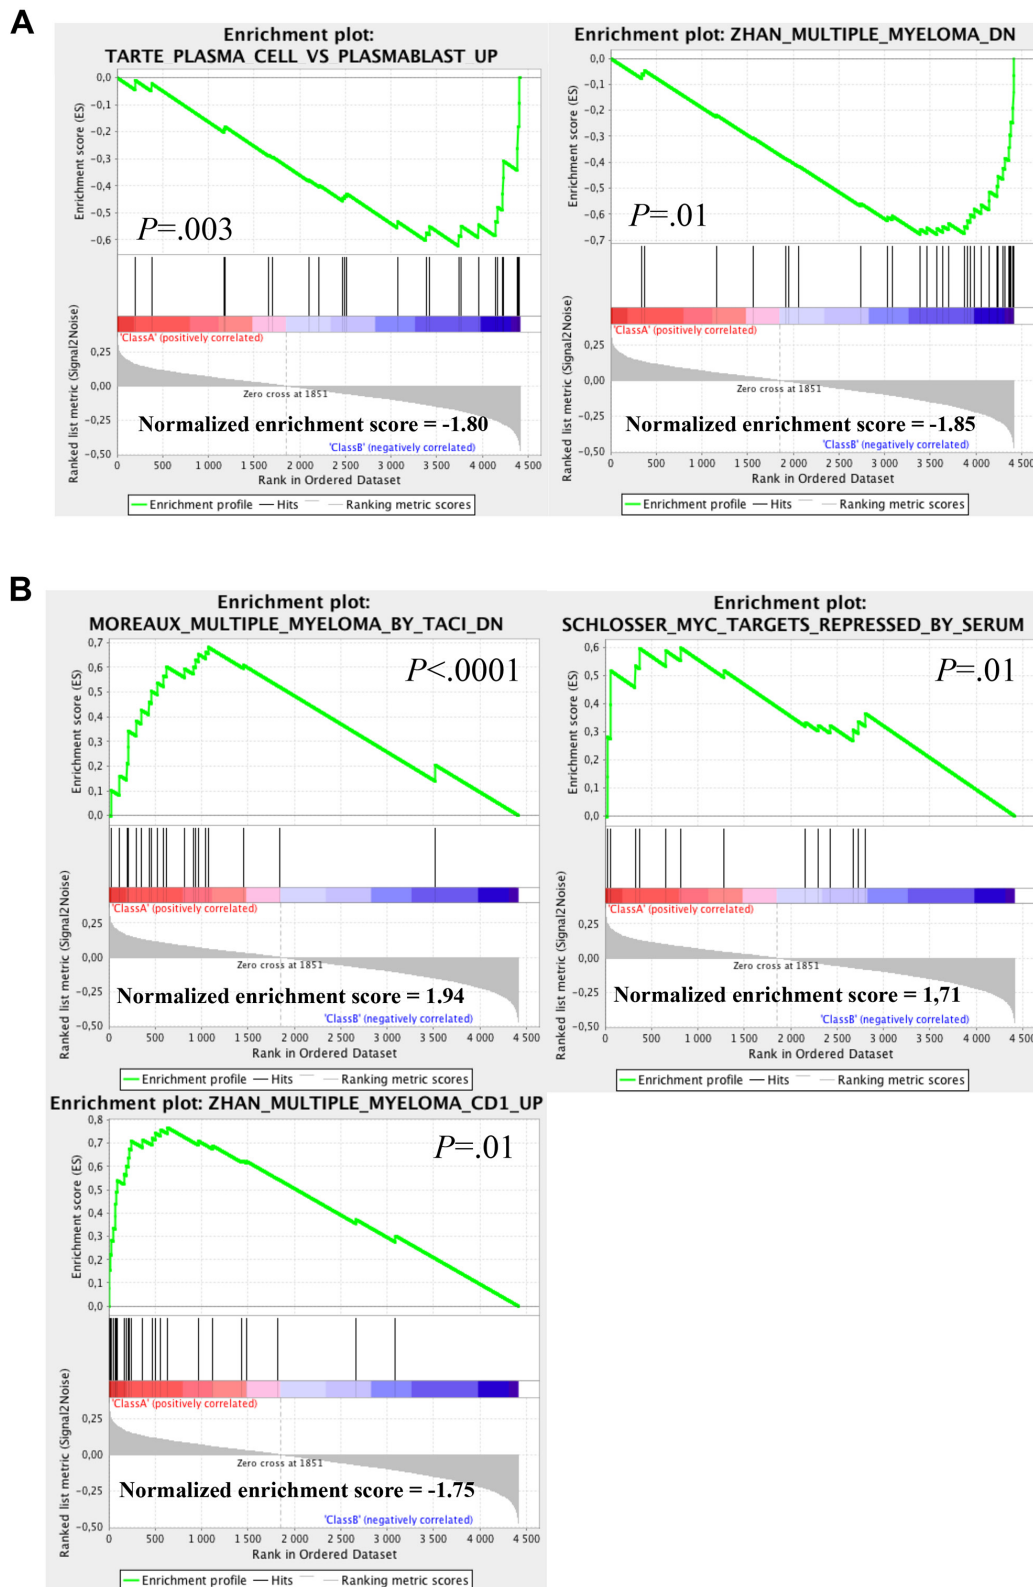 A
Enrichment plot:
TARTE_PLASMA_CELL_VS_PLASMABLAST_UP
Enrichment score (ES)
0,0
-0,1
-0,2
-0,3
-0,4
-0,5
-0,6
P=.003
'ClassA' (positively correlated)
Ranked list metric (Signal2Noise)
0,25
0,00
-0,25
-0,50
Zero cross at 1851
Normalized enrichment score = -1.80
'ClassB' (negatively correlated)
0 500 1 000 1 500 2 000 2 500 3 000 3 500 4 000 4 500
Rank in Ordered Dataset
Enrichment profile Hits Ranking metric scores
Enrichment plot: ZHAN_MULTIPLE_MYELOMA_DN
Enrichment score (ES)
0,0
-0,1
-0,2
-0,3
-0,4
-0,5
-0,6
-0,7
P=.01
'ClassA' (positively correlated)
Ranked list metric (Signal2Noise)
0,25
0,00
-0,25
-0,50
Zero cross at 1851
Normalized enrichment score = -1.85
'ClassB' (negatively correlated)
0 500 1 000 1 500 2 000 2 500 3 000 3 500 4 000 4 500
Rank in Ordered Dataset
Enrichment profile Hits Ranking metric scores
B
Enrichment plot:
MOREAUX_MULTIPLE_MYELOMA_BY_TACI_DN
Enrichment score (ES)
0,7
0,6
0,5
0,4
0,3
0,2
0,1
0,0
P<.0001
'ClassA' (positively correlated)
Ranked list metric (Signal2Noise)
0,25
0,00
-0,25
-0,50
Zero cross at 1851
Normalized enrichment score = 1.94
'ClassB' (negatively correlated)
0 500 1 000 1 500 2 000 2 500 3 000 3 500 4 000 4 500
Rank in Ordered Dataset
Enrichment profile Hits Ranking metric scores
Enrichment plot:
SCHLOSSER_MYC_TARGETS_REPRESSED_BY_SERUM
Enrichment score (ES)
0,6
0,5
0,4
0,3
0,2
0,1
0,0
P=.01
'ClassA' (positively correlated)
Ranked list metric (Signal2Noise)
0,25
0,00
-0,25
-0,50
Zero cross at 1851
Normalized enrichment score = 1,71
'ClassB' (negatively correlated)
0 500 1 000 1 500 2 000 2 500 3 000 3 500 4 000 4 500
Rank in Ordered Dataset
Enrichment profile Hits Ranking metric scores
Enrichment plot: ZHAN_MULTIPLE_MYELOMA_CD1_UP
Enrichment score (ES)
0,8
0,7
0,6
0,5
0,4
0,3
0,2
0,1
0,0
P=.01
'ClassA' (positively correlated)
Ranked list metric (Signal2Noise)
0,25
0,00
-0,25
-0,50
Zero cross at 1851
Normalized enrichment score = -1.75
'ClassB' (negatively correlated)
0 500 1 000 1 500 2 000 2 500 3 000 3 500 4 000 4 500
Rank in Ordered Dataset
Enrichment profile Hits Ranking metric scores